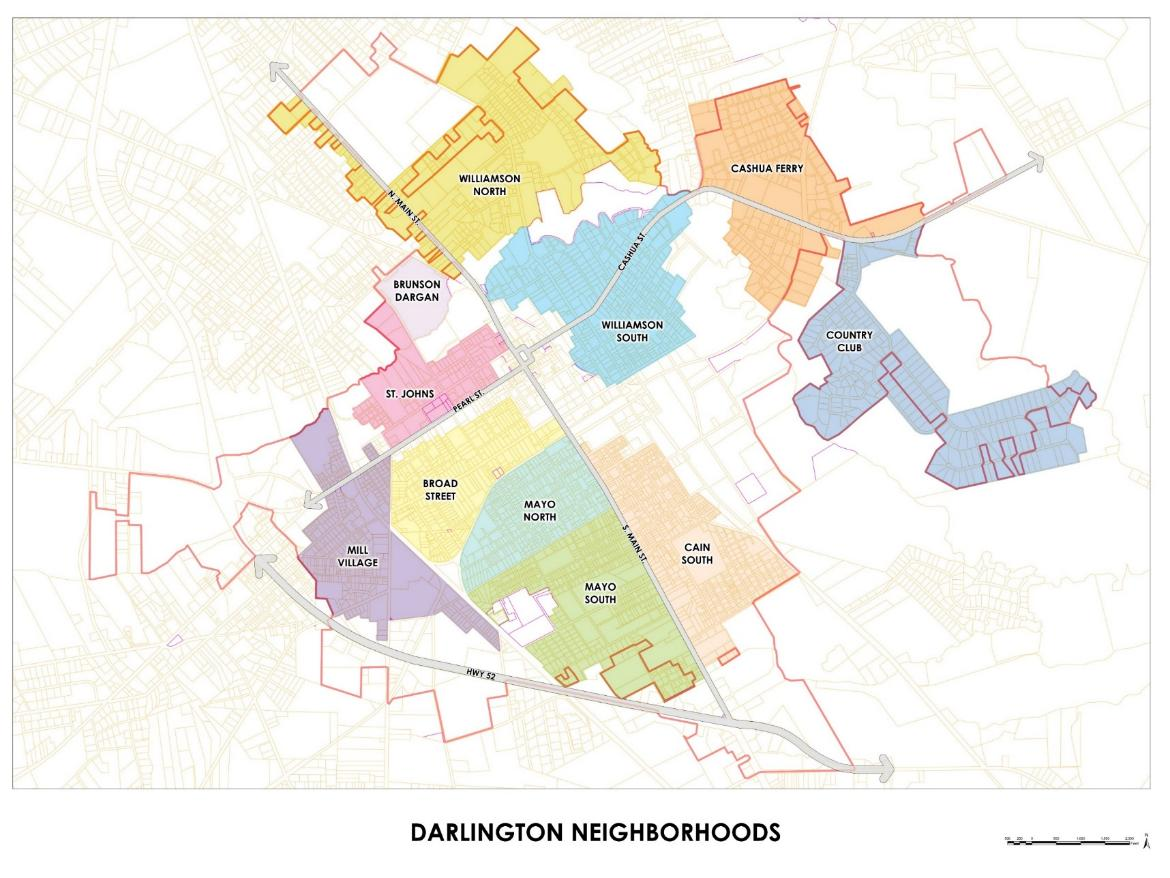 CASHUA FERRY
WILLIAMSON
NORTH
N. MAIN ST.
CASHUA ST.
BRUNSON
DARGAN
WILLIAMSON
SOUTH
COUNTRY
CLUB
ST. JOHNS
PEARL ST.
BROAD
STREET
MAYO
NORTH
S. MAIN ST.
CAIN
SOUTH
MILL
VILLAGE
MAYO
SOUTH
HWY 52
DARLINGTON NEIGHBORHOODS
N